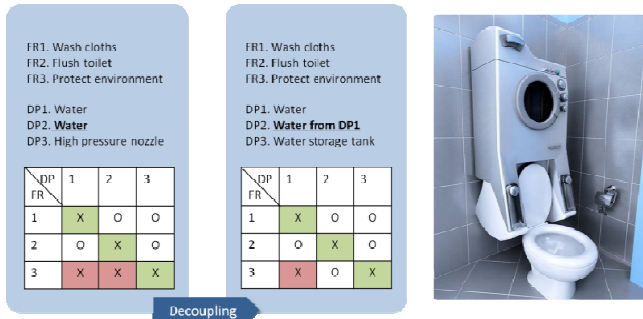 FR1. Wash cloths
FR2. Flush toilet
FR3. Protect environment
DP1. Water
DP2. Water
DP3. High pressure nozzle
DP 1 2 3
FR
1 X O O
2 O X O
3 X X X
FR1. Wash cloths
FR2. Flush toilet
FR3. Protect environment
DP1. Water
DP2. Water from DP1
DP3. Water storage tank
DP 1 2 3
FR
1 X O O
2 O X O
3 X O X
Decoupling